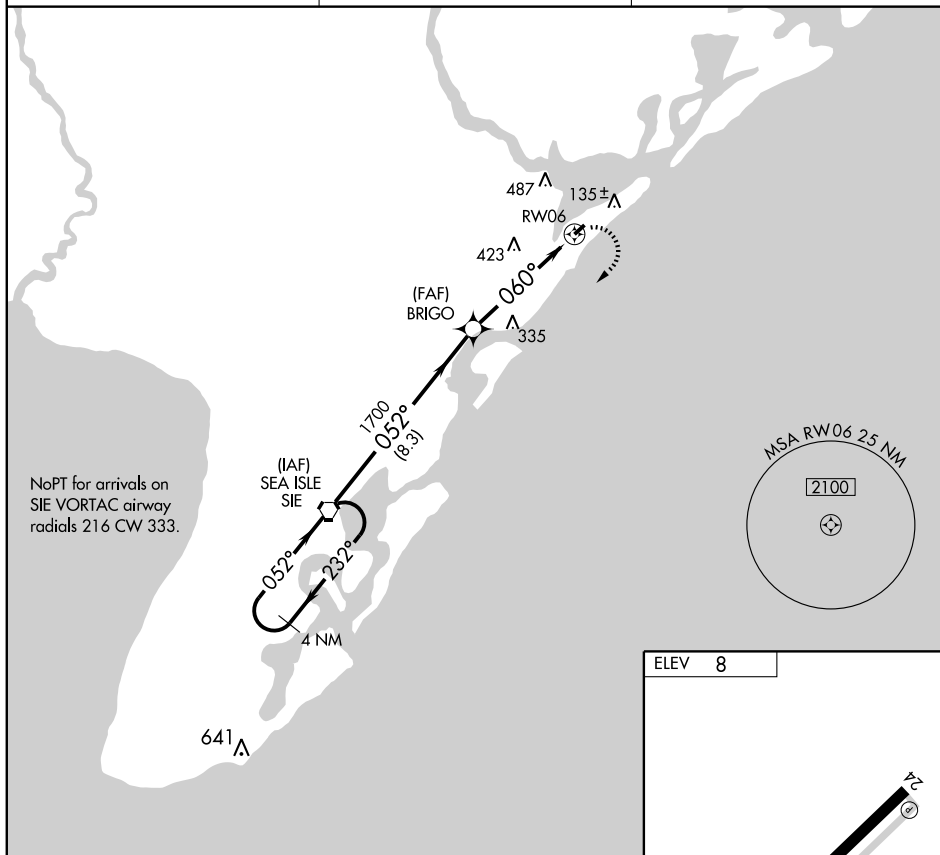 487
135±
RW06
423
060°
(FAF)
BRIGO
335
1700
052°
(8.3)
MSA RW06 25 NM
2100
(IAF)
SEA ISLE
SIE
NoPT for arrivals on
SIE VORTAC airway
radials 216 CW 333.
052°
232°
4 NM
ELEV 8
641
24
P